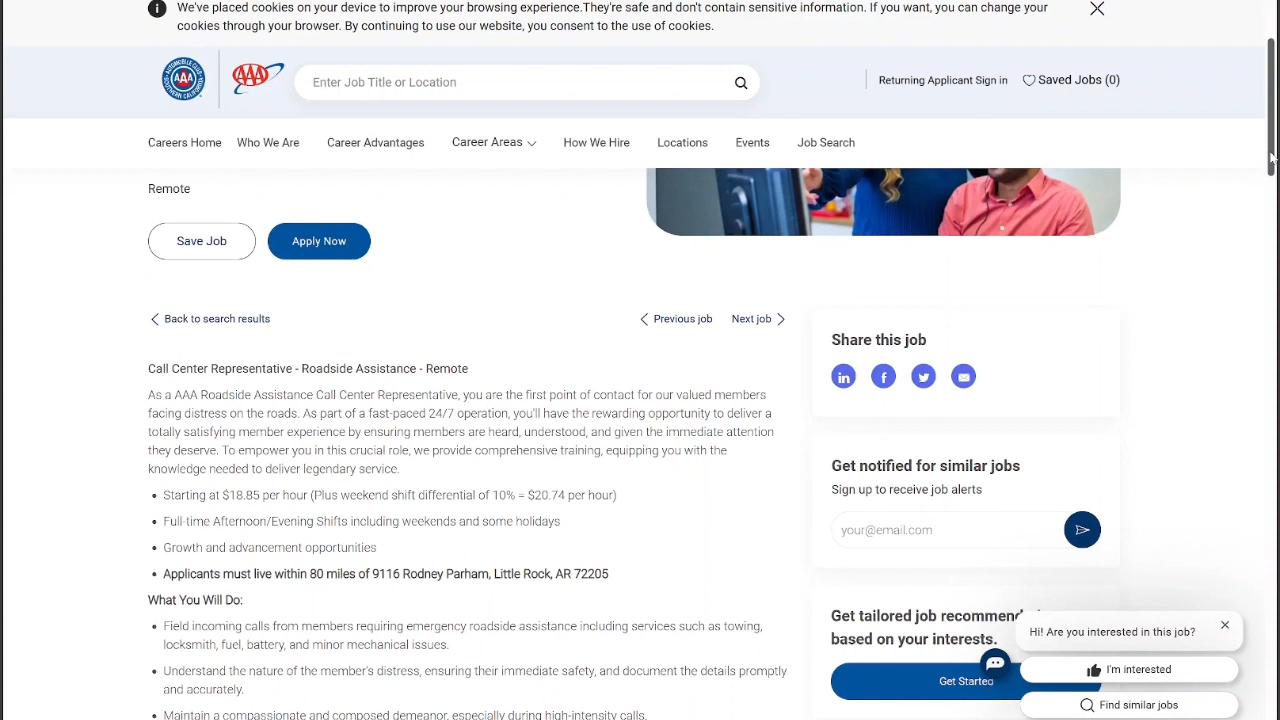 We've placed cookies on your device to improve your browsing experience.They're safe and don't contain sensitive information. If you want, you can change your
cookies through your browser. By continuing to use our website, you consent to the use of cookies.
AAA
AAA
Enter Job Title or Location
Returning Applicant Sign in
Saved Jobs (0)
Careers Home
Who We Are
Career Advantages
Career Areas
How We Hire
Locations
Events
Job Search
Remote
Save Job
Apply Now
Back to search results
Previous job
Next job
Call Center Representative - Roadside Assistance - Remote
As a AAA Roadside Assistance Call Center Representative, you are the first point of contact for our valued members
facing distress on the roads. As part of a fast-paced 24/7 operation, you'll have the rewarding opportunity to deliver a
totally satisfying member experience by ensuring members are heard, understood, and given the immediate attention
they deserve. To empower you in this crucial role, we provide comprehensive training, equipping you with the
knowledge needed to deliver legendary service.
• Starting at $18.85 per hour (Plus weekend shift differential of 10% = $20.74 per hour)
• Full-time Afternoon/Evening Shifts including weekends and some holidays
• Growth and advancement opportunities
• Applicants must live within 80 miles of 9116 Rodney Parham, Little Rock, AR 72205
What You Will Do:
• Field incoming calls from members requiring emergency roadside assistance including services such as towing,
locksmith, fuel, battery, and minor mechanical issues.
• Understand the nature of the member's distress, ensuring their immediate safety, and document the details promptly
and accurately.
• Maintain a compassionate and composed demeanor, especially during high-intensity calls.
Share this job
in
f
Get notified for similar jobs
Sign up to receive job alerts
your@email.com
Get tailored job
based on your interests.
Get Started
Hi! Are you interested in this job?
I'm interested
Find similar jobs